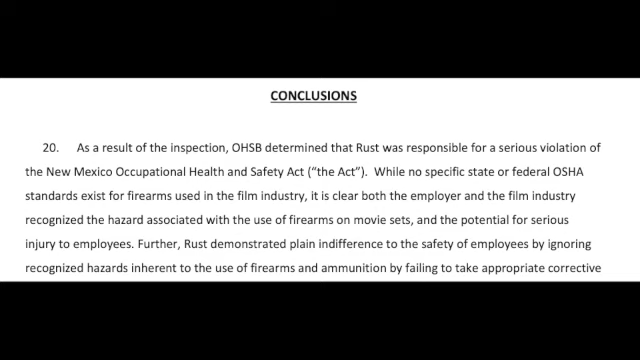 CONCLUSIONS
20. As a result of the inspection, OHSB determined that Rust was responsible for a serious violation of
the New Mexico Occupational Health and Safety Act (“the Act”). While no specific state or federal OSHA
standards exist for firearms used in the film industry, it is clear both the employer and the film industry
recognized the hazard associated with the use of firearms on movie sets, and the potential for serious
injury to employees. Further, Rust demonstrated plain indifference to the safety of employees by ignoring
recognized hazards inherent to the use of firearms and ammunition by failing to take appropriate corrective